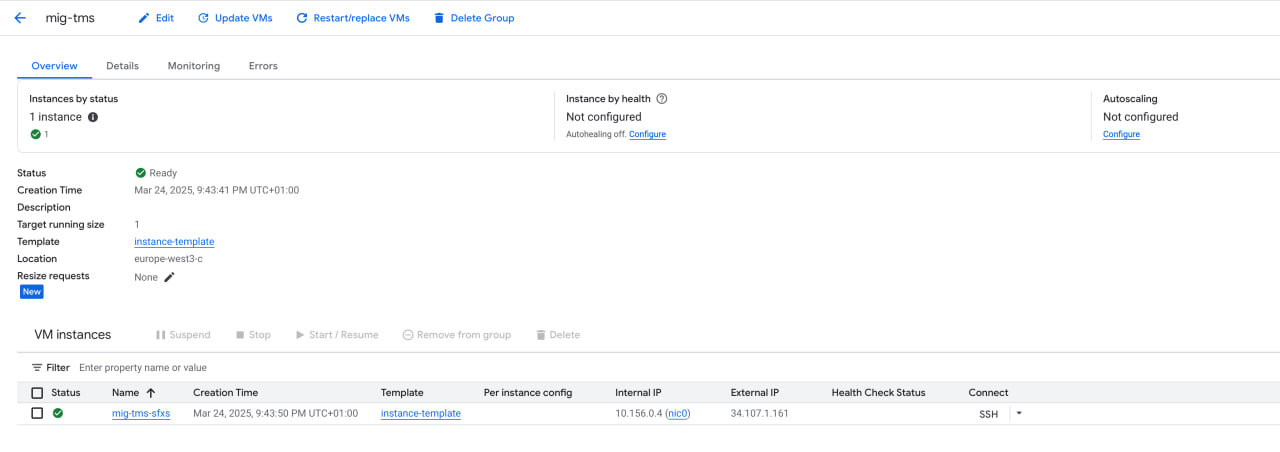 mig-tms Edit Update VMs Restart/replace VMs Delete Group
Overview Details Monitoring Errors
Instances by status
1 instance
1
Instance by health
Not configured
Autohealing off. Configure
Autoscaling
Not configured
Configure
Status Ready
Creation Time Mar 24, 2025, 9:43:41 PM UTC+01:00
Description
Target running size 1
Template instance-template
Location europe-west3-c
Resize requests None
New
VM instances Suspend Stop Start / Resume Remove from group Delete
Filter Enter property name or value
Status Name Creation Time Template Per instance config Internal IP External IP Health Check Status Connect
mig-tms-sfxs Mar 24, 2025, 9:43:50 PM UTC+01:00 instance-template 10.156.0.4 (nic0) 34.107.1.161 SSH